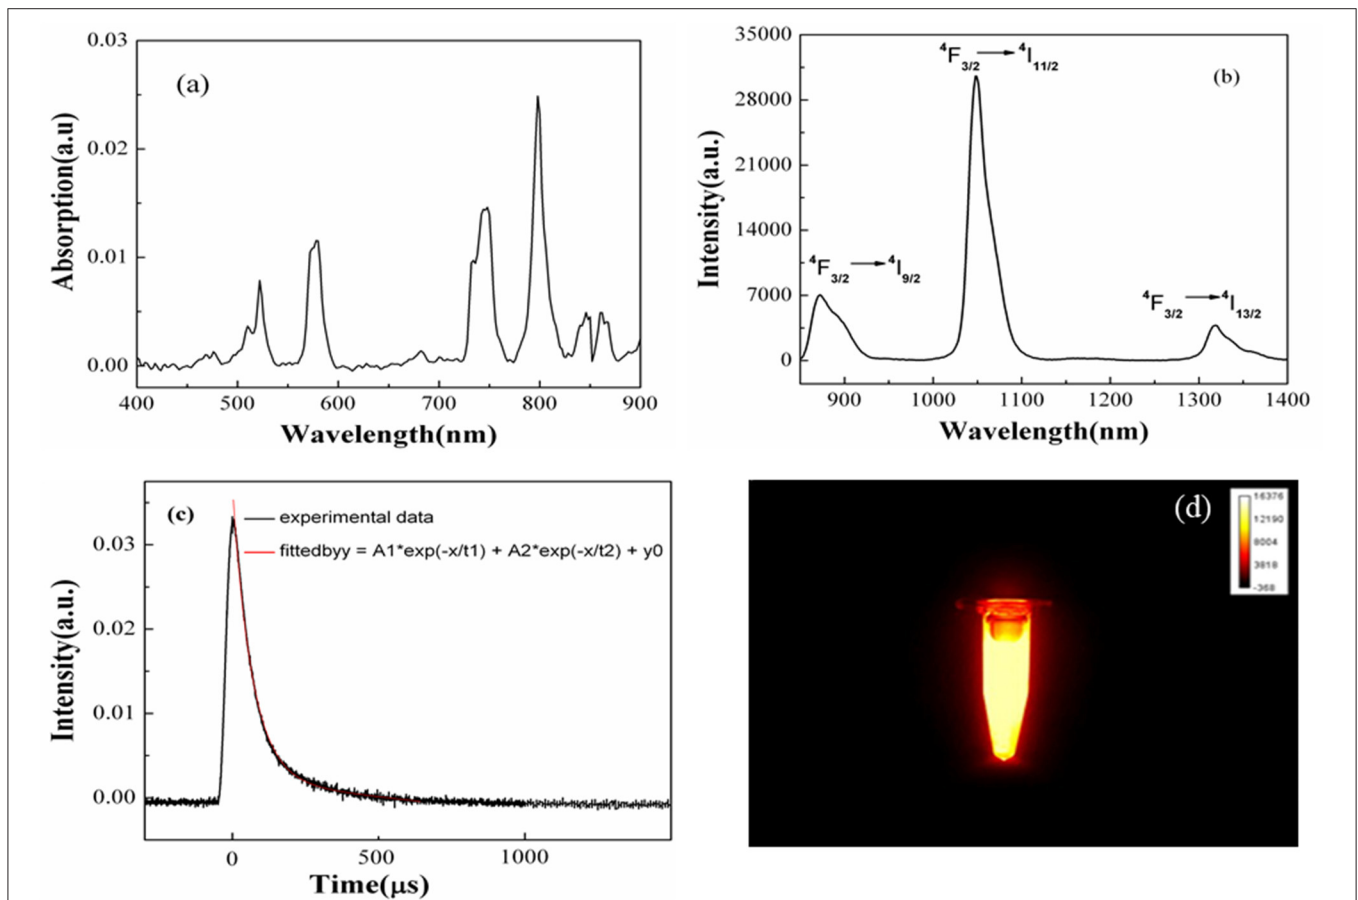 (a)
0.03
0.02
0.01
0.00
Absorption(a.u)
400 500 600 700 800 900
Wavelength(nm)
(b)
35000
28000
21000
14000
7000
0
Intensity(a.u.)
⁴F3/2 → ⁴I11/2
⁴F3/2 → ⁴I9/2
⁴F3/2 → ⁴I13/2
900 1000 1100 1200 1300 1400
Wavelength(nm)
(c)
experimental data
fittedbyy = A1*exp(-x/t1) + A2*exp(-x/t2) + y0
0.03
0.02
0.01
0.00
Intensity(a.u.)
0 500 1000
Time(μs)
(d)
16376
12190
8004
3818
-368